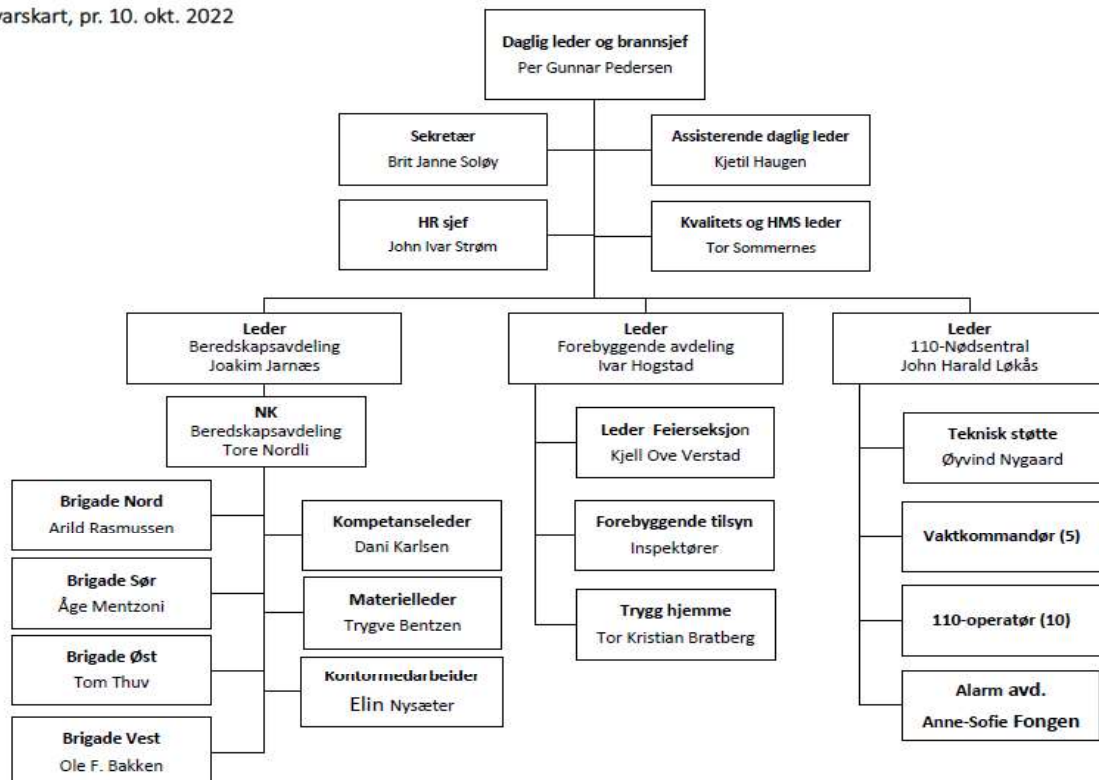 varskart, pr. 10. okt. 2022
Daglig leder og brannsjef
Per Gunnar Pedersen
Sekretær
Brit Janne Soløy
Assisterende daglig leder
Kjetil Haugen
HR sjef
John Ivar Strøm
Kvalitets og HMS leder
Tor Sommernes
Leder
Beredskapsavdeling
Joakim Jarnæs
Leder
Forebyggende avdeling
Ivar Hogstad
Leder
110-Nødsentral
John Harald Løkås
NK
Beredskapsavdeling
Tore Nordli
Brigade Nord
Arild Rasmussen
Brigade Sør
Åge Mentzoni
Brigade Øst
Tom Thuv
Brigade Vest
Ole F. Bakken
Kompetanseleder
Dani Karlsen
Materielleder
Trygve Bentzen
Kontormedarbeider
Elin Nysæter
Leder Feierseksjon
Kjell Ove Verstad
Forebyggende tilsyn
Inspektører
Trygg hjemme
Tor Kristian Bratberg
Teknisk støtte
Øyvind Nygaard
Vaktkommandør (5)
110-operatør (10)
Alarm avd.
Anne-Sofie Fongen